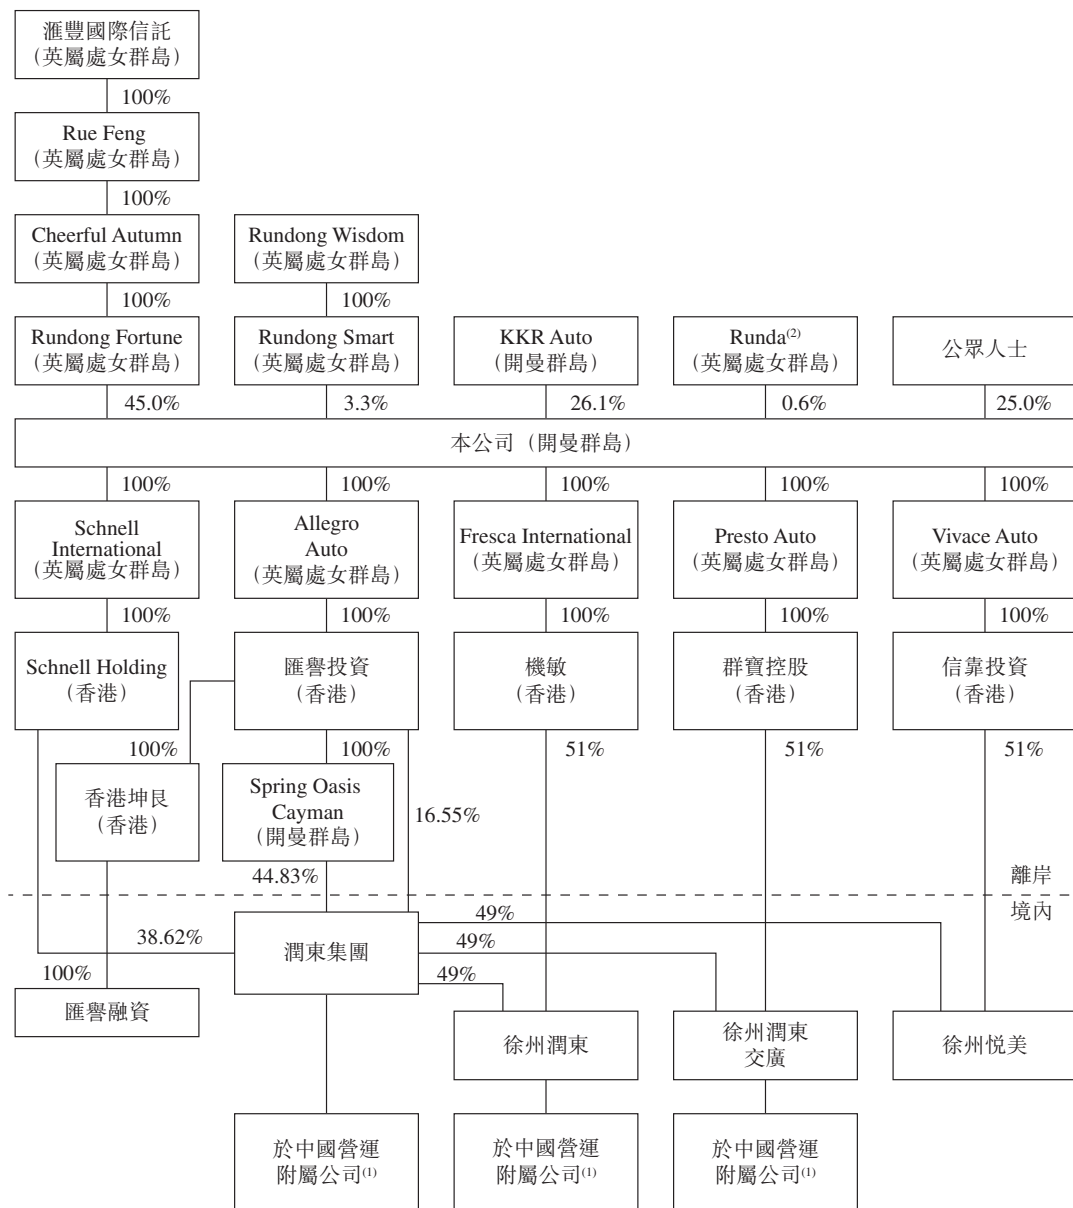 滙豐國際信託
（英屬處女群島）
100%
Rue Feng
（英屬處女群島）
100%
Cheerful Autumn
（英屬處女群島）
Rundong Wisdom
（英屬處女群島）
100%
100%
Rundong Fortune
（英屬處女群島）
Rundong Smart
（英屬處女群島）
KKR Auto
（開曼群島）
Runda(2)
（英屬處女群島）
公眾人士
45.0%
3.3%
26.1%
0.6%
25.0%
本公司（開曼群島）
100%
100%
100%
100%
100%
Schnell
International
（英屬處女群島）
Allegro
Auto
（英屬處女群島）
Fresca International
（英屬處女群島）
Presto Auto
（英屬處女群島）
Vivace Auto
（英屬處女群島）
100%
100%
100%
100%
100%
Schnell Holding
（香港）
匯譽投資
（香港）
機敏
（香港）
群寶控股
（香港）
信靠投資
（香港）
100%
100%
51%
51%
51%
香港坤艮
（香港）
Spring Oasis
Cayman
（開曼群島）
16.55%
44.83%
離岸
境內
49%
38.62%
潤東集團
49%
100%
49%
匯譽融資
徐州潤東
徐州潤東
交廣
徐州悦美
於中國營運
附屬公司(1)
於中國營運
附屬公司(1)
於中國營運
附屬公司(1)